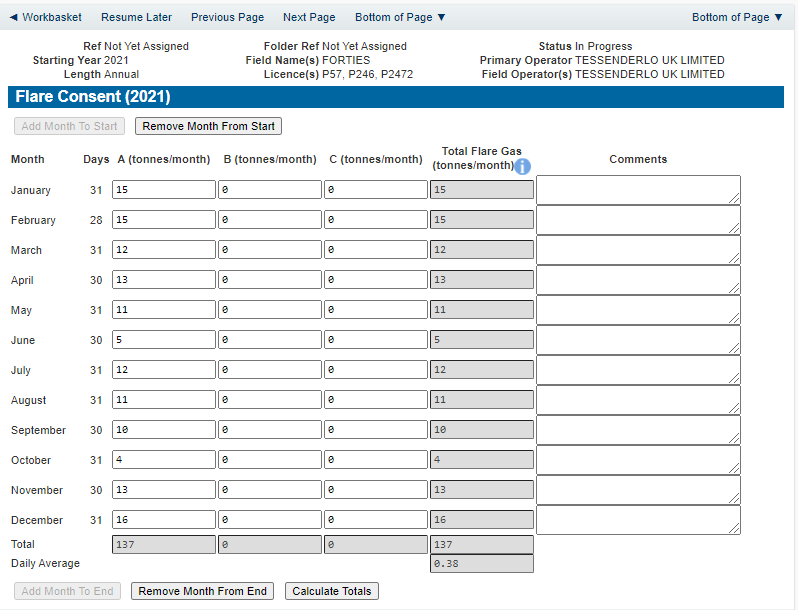 ◄ Workbasket Resume Later Previous Page Next Page Bottom of Page ▼ Bottom of Page ▼
Ref Not Yet Assigned Folder Ref Not Yet Assigned Status In Progress
Starting Year 2021 Field Name(s) FORTIES Primary Operator TESSENDERLO UK LIMITED
Length Annual Licence(s) P57, P246, P2472 Field Operator(s) TESSENDERLO UK LIMITED
Flare Consent (2021)
Add Month To Start Remove Month From Start
Month Days A (tonnes/month) B (tonnes/month) C (tonnes/month) Total Flare Gas (tonnes/month) i Comments
January 31 15 0 0 15
February 28 15 0 0 15
March 31 12 0 0 12
April 30 13 0 0 13
May 31 11 0 0 11
June 30 5 0 0 5
July 31 12 0 0 12
August 31 11 0 0 11
September 30 10 0 0 10
October 31 4 0 0 4
November 30 13 0 0 13
December 31 16 0 0 16
Total 137 0 0 137
Daily Average 0.38
Add Month To End Remove Month From End Calculate Totals